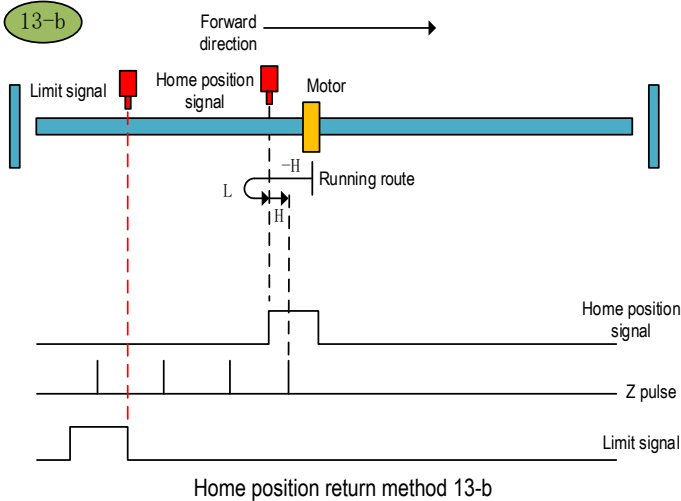 13-b
Forward
direction
Limit signal
Home position
signal
Motor
-H
Running route
L
H
Home position
signal
Z pulse
Limit signal
Home position return method 13-b